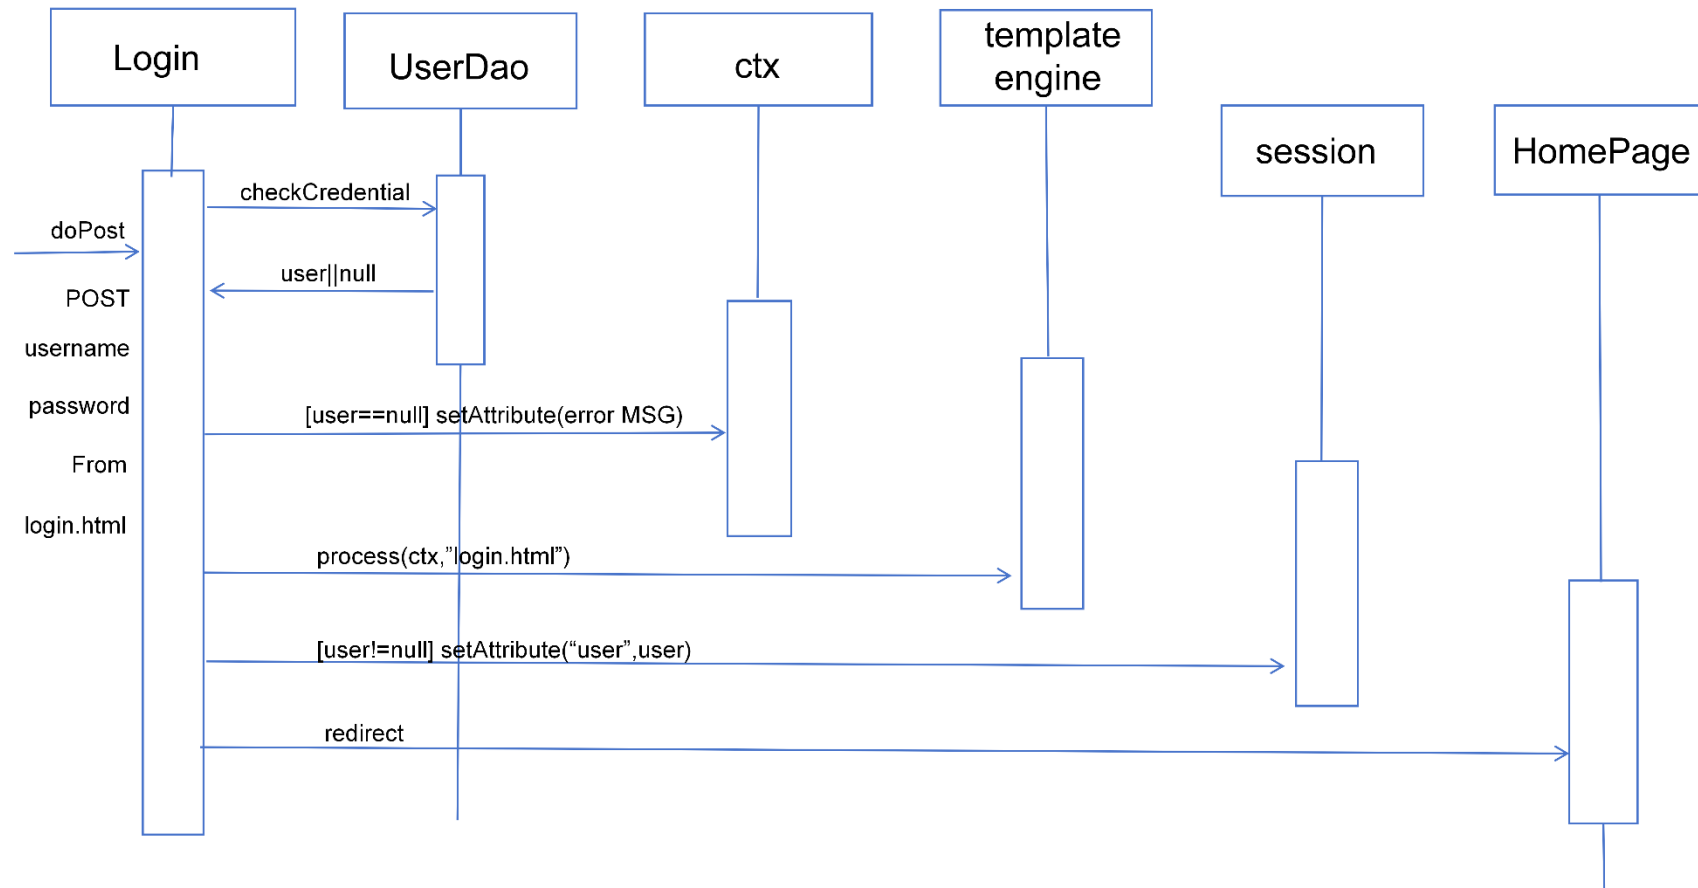 Login
UserDao
ctx
template
engine
session
HomePage
checkCredential
doPost
user||null
POST
username
password
From
login.html
[user==null] setAttribute(error MSG)
process(ctx,”login.html”)
[user!=null] setAttribute(“user”,user)
redirect